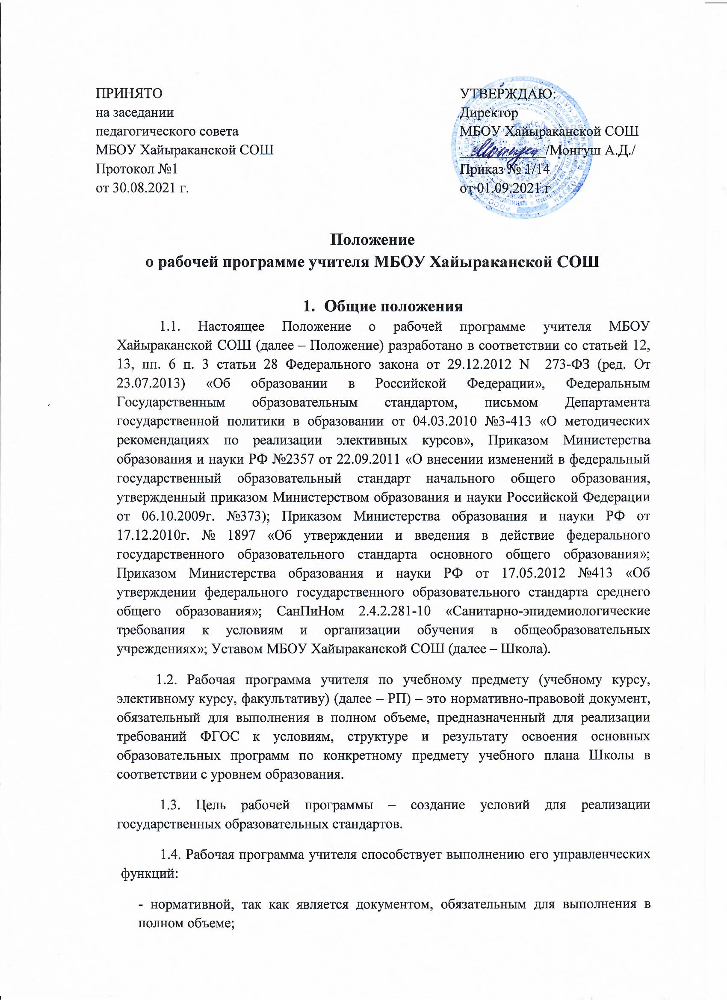 ПРИНЯТО
на заседании
педагогического совета
МБОУ Хайыраканской СОШ
Протокол №1
от 30.08.2021 г.
УТВЕРЖДАЮ:
Директор
МБОУ Хайыраканской СОШ
____________/Монгуш А.Д./
Приказ № 1/14
от 01.09.2021 г
Положение
о рабочей программе учителя МБОУ Хайыраканской СОШ
1. Общие положения
1.1. Настоящее Положение о рабочей программе учителя МБОУ
Хайыраканской СОШ (далее – Положение) разработано в соответствии со статьей 12,
13, пп. 6 п. 3 статьи 28 Федерального закона от 29.12.2012 N 273-ФЗ (ред. От
23.07.2013) «Об образовании в Российской Федерации», Федеральным
Государственным образовательным стандартом, письмом Департамента
государственной политики в образовании от 04.03.2010 №3-413 «О методических
рекомендациях по реализации элективных курсов», Приказом Министерства
образования и науки РФ №2357 от 22.09.2011 «О внесении изменений в федеральный
государственный образовательный стандарт начального общего образования,
утвержденный приказом Министерством образования и науки Российской Федерации
от 06.10.2009г. №373); Приказом Министерства образования и науки РФ от
17.12.2010г. № 1897 «Об утверждении и введения в действие федерального
государственного образовательного стандарта основного общего образования»;
Приказом Министерства образования и науки РФ от 17.05.2012 №413 «Об
утверждении федерального государственного образовательного стандарта среднего
общего образования»; СанПиНом 2.4.2.281-10 «Санитарно-эпидемиологические
требования к условиям и организации обучения в общеобразовательных
учреждениях»; Уставом МБОУ Хайыраканской СОШ (далее – Школа).
1.2. Рабочая программа учителя по учебному предмету (учебному курсу,
элективному курсу, факультативу) (далее – РП) – это нормативно-правовой документ,
обязательный для выполнения в полном объеме, предназначенный для реализации
требований ФГОС к условиям, структуре и результату освоения основных
образовательных программ по конкретному предмету учебного плана Школы в
соответствии с уровнем образования.
1.3. Цель рабочей программы – создание условий для реализации
государственных образовательных стандартов.
1.4. Рабочая программа учителя способствует выполнению его управленческих
функций:
- нормативной, так как является документом, обязательным для выполнения в
полном объеме;